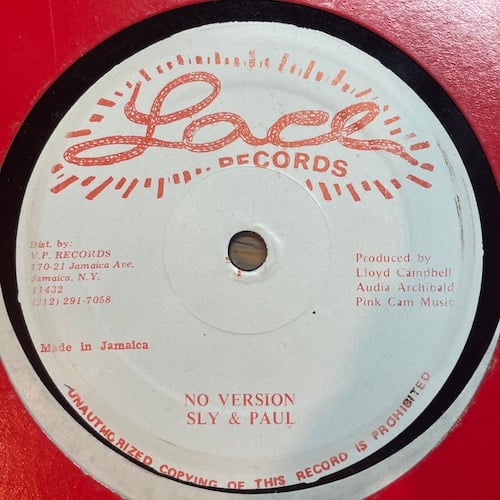 Lace
RECORDS
Dist. by:
V.P. RECORDS
170-21 Jamaica Ave.
Jamaica, N.Y.
11432
(212) 291-7058
Produced by
Lloyd Campbell
Audia Archibald
Pink Cam Music
Made in Jamaica
NO VERSION
SLY & PAUL
UNAUTHORIZED COPYING OF THIS RECORD IS PROHIBITED